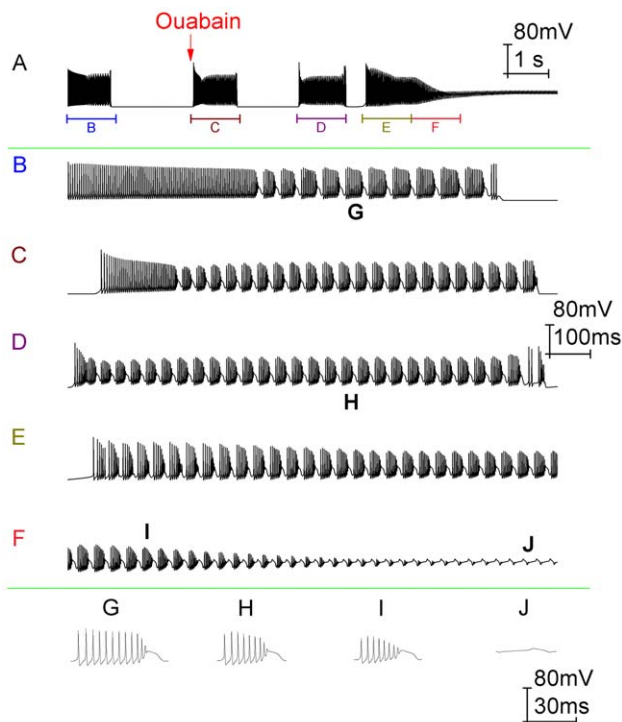 Ouabain
80mV
1 s
A
B
C
D
E
F
B
G
C
80mV
100ms
D
H
E
I
J
F
G
H
I
J
80mV
30ms